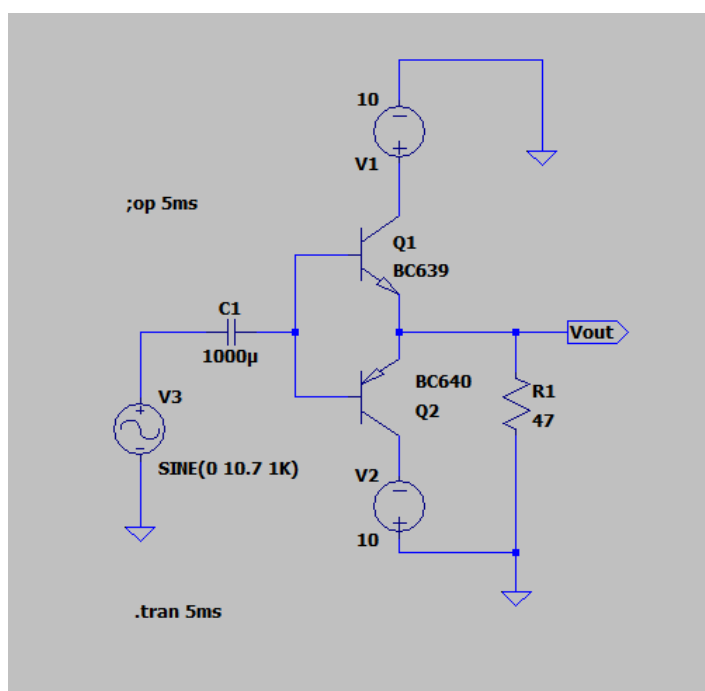 10
V1
;op 5ms
Q1
BC639
C1
1000µ
Vout
V3
BC640
Q2
R1
47
SINE(0 10.7 1K)
V2
10
.tran 5ms